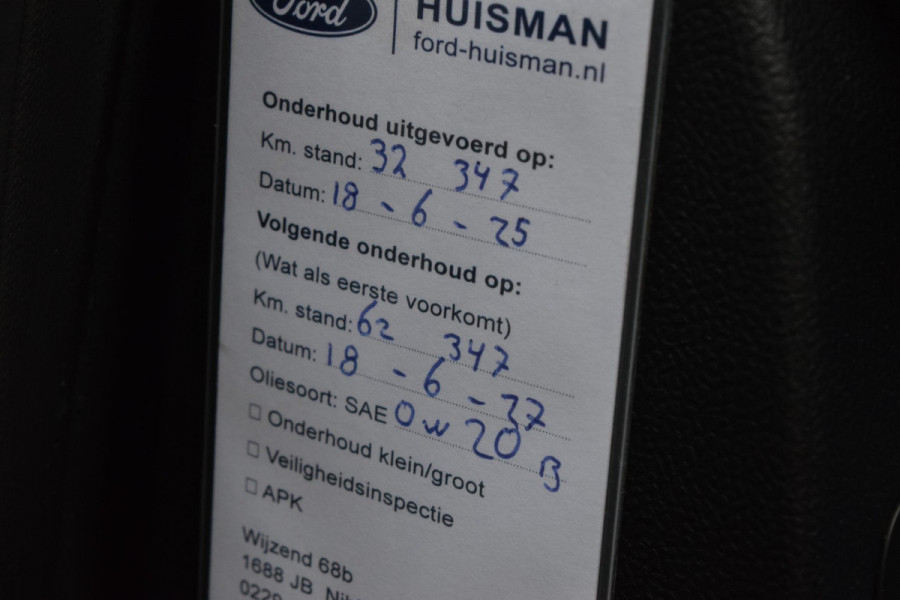 Ford
HUISMAN
ford-huisman.nl
Onderhoud uitgevoerd op:
Km. stand: 32 347
Datum: 18 - 6 - 25
Volgende onderhoud op:
(Wat als eerste voorkomt)
Km. stand: 62 347
Datum: 18 - 6 - 27
Oliesoort: SAE 0w20 B
☐ Onderhoud klein/groot
☐ Veiligheidsinspectie
☐ APK
Wijzend 68b
1688 JB
0229